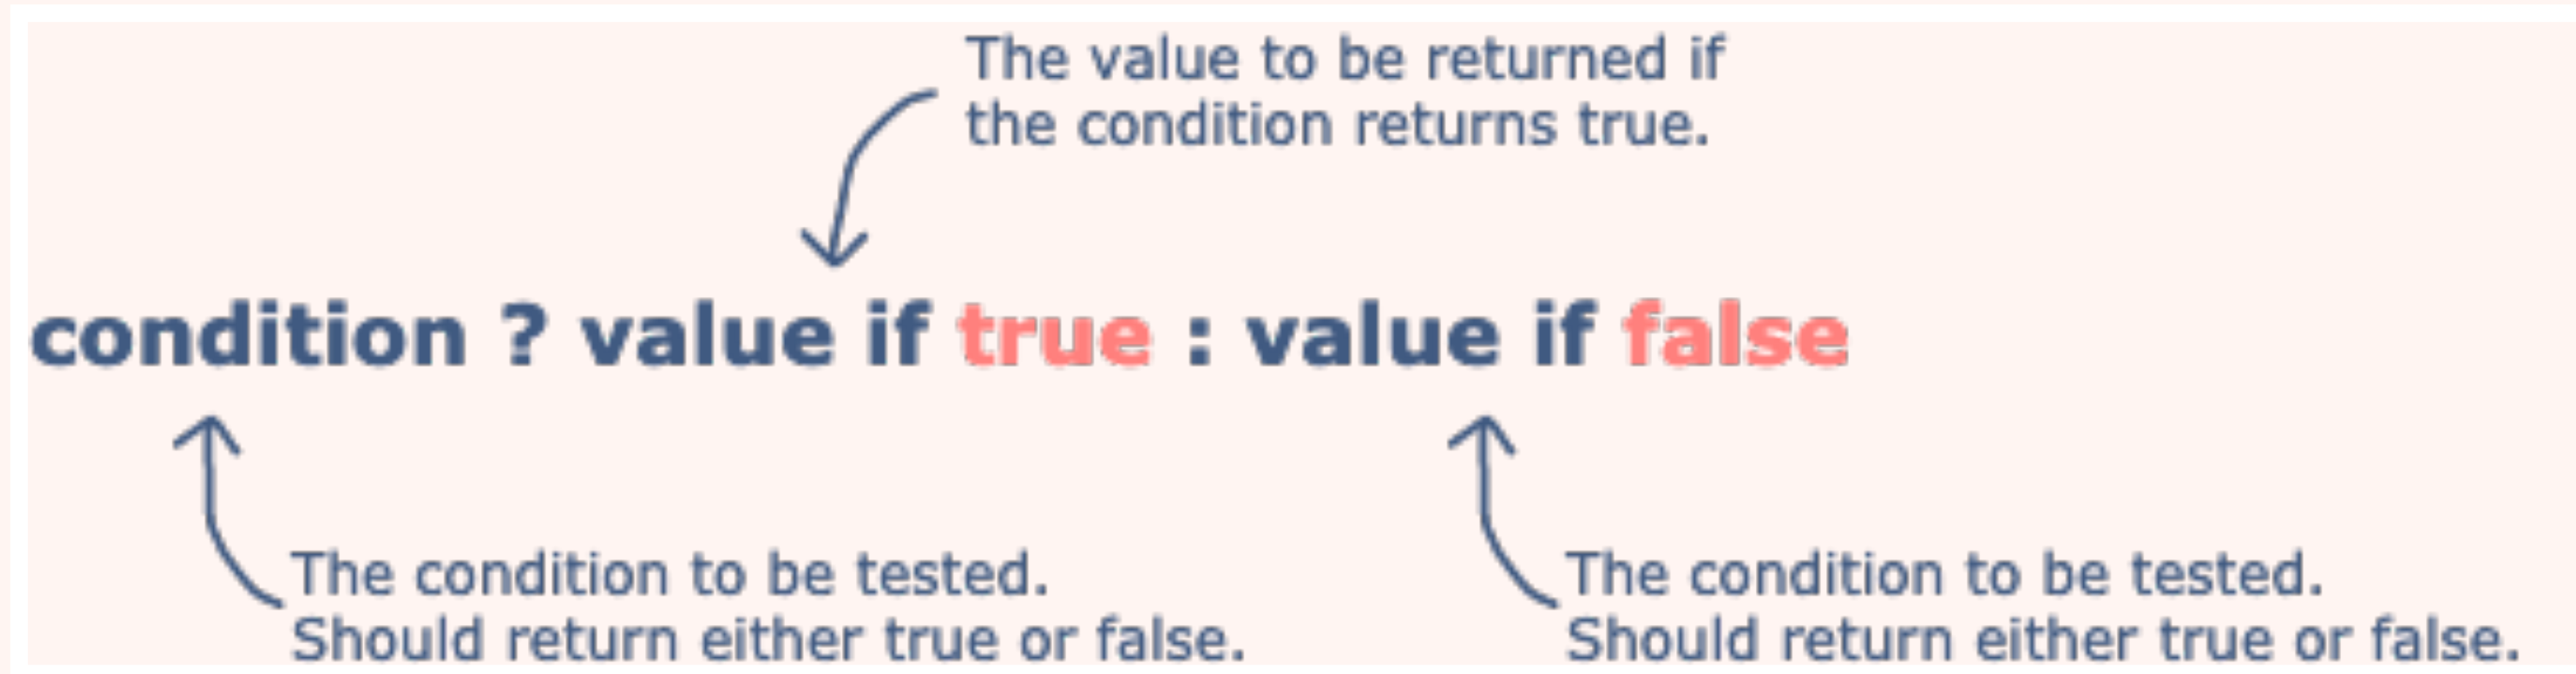 The value to be returned if
the condition returns true.
condition ? value if true : value if false
The condition to be tested.
Should return either true or false.
The condition to be tested.
Should return either true or false.